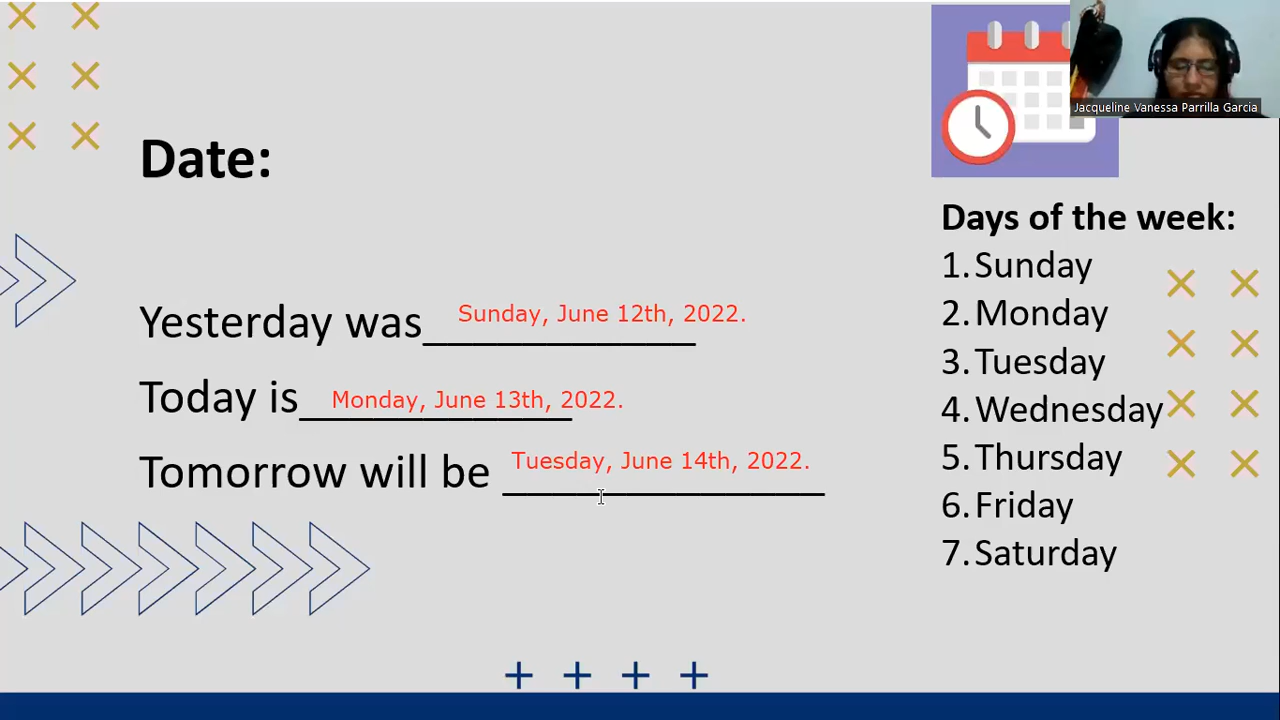 Jacqueline Vanessa Parrilla Garcia
Date:
Yesterday was Sunday, June 12th, 2022.
Today is Monday, June 13th, 2022.
Tomorrow will be Tuesday, June 14th, 2022.
Days of the week:
1. Sunday
2. Monday
3. Tuesday
4. Wednesday
5. Thursday
6. Friday
7. Saturday